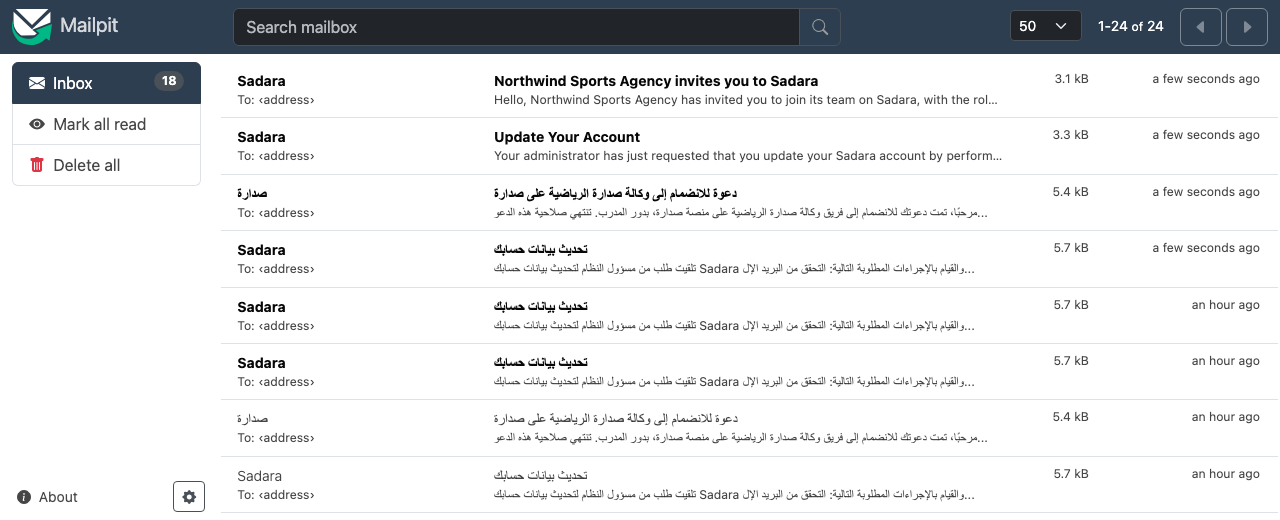 Mailpit
Search mailbox
50
1-24 of 24
Inbox
18
Mark all read
Delete all
Sadara
To: ‹address›
Northwind Sports Agency invites you to Sadara
Hello, Northwind Sports Agency has invited you to join its team on Sadara, with the rol...
3.1 kB
a few seconds ago
Sadara
To: ‹address›
Update Your Account
Your administrator has just requested that you update your Sadara account by perform...
3.3 kB
a few seconds ago
صدارة
To: ‹address›
دعوة للانضمام إلى وكالة صدارة الرياضية على صدارة
مرحبًا، تمت دعوتك للانضمام إلى فريق وكالة صدارة الرياضية على منصة صدارة، بدور المدرب. تنتهي صلاحية هذه الدعو...
5.4 kB
a few seconds ago
Sadara
To: ‹address›
تحديث بيانات حسابك
تلقيت طلب من مسؤول النظام لتحديث بيانات حسابك Sadara والقيام بالإجراءات المطلوبة التالية: التحقق من البريد الإل...
5.7 kB
a few seconds ago
Sadara
To: ‹address›
تحديث بيانات حسابك
تلقيت طلب من مسؤول النظام لتحديث بيانات حسابك Sadara والقيام بالإجراءات المطلوبة التالية: التحقق من البريد الإل...
5.7 kB
an hour ago
Sadara
To: ‹address›
تحديث بيانات حسابك
تلقيت طلب من مسؤول النظام لتحديث بيانات حسابك Sadara والقيام بالإجراءات المطلوبة التالية: التحقق من البريد الإل...
5.7 kB
an hour ago
صدارة
To: ‹address›
دعوة للانضمام إلى وكالة صدارة الرياضية على صدارة
مرحبًا، تمت دعوتك للانضمام إلى فريق وكالة صدارة الرياضية على منصة صدارة، بدور المدرب. تنتهي صلاحية هذه الدعو...
5.4 kB
an hour ago
Sadara
To: ‹address›
تحديث بيانات حسابك
تلقيت طلب من مسؤول النظام لتحديث بيانات حسابك Sadara والقيام بالإجراءات المطلوبة التالية: التحقق من البريد الإل...
5.7 kB
an hour ago
About